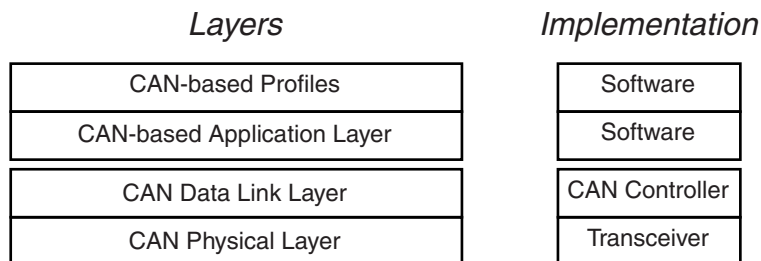 Layers Implementation
CAN-based Profiles Software
CAN-based Application Layer Software
CAN Data Link Layer CAN Controller
CAN Physical Layer Transceiver